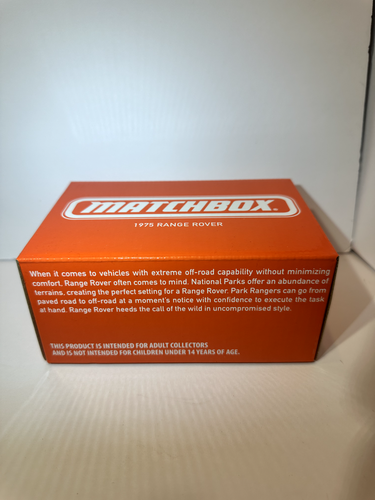 MATCHBOX
1975 RANGE ROVER
When it comes to vehicles with extreme off-road capability without minimizing
comfort, Range Rover often comes to mind. National Parks offer an abundance of
terrains, creating the perfect setting for a Range Rover. Park Rangers can go from
paved road to off-road at a moment's notice with confidence to execute the task
at hand. Range Rover heeds the call of the wild in uncompromised style.
THIS PRODUCT IS INTENDED FOR ADULT COLLECTORS
AND IS NOT INTENDED FOR CHILDREN UNDER 14 YEARS OF AGE.